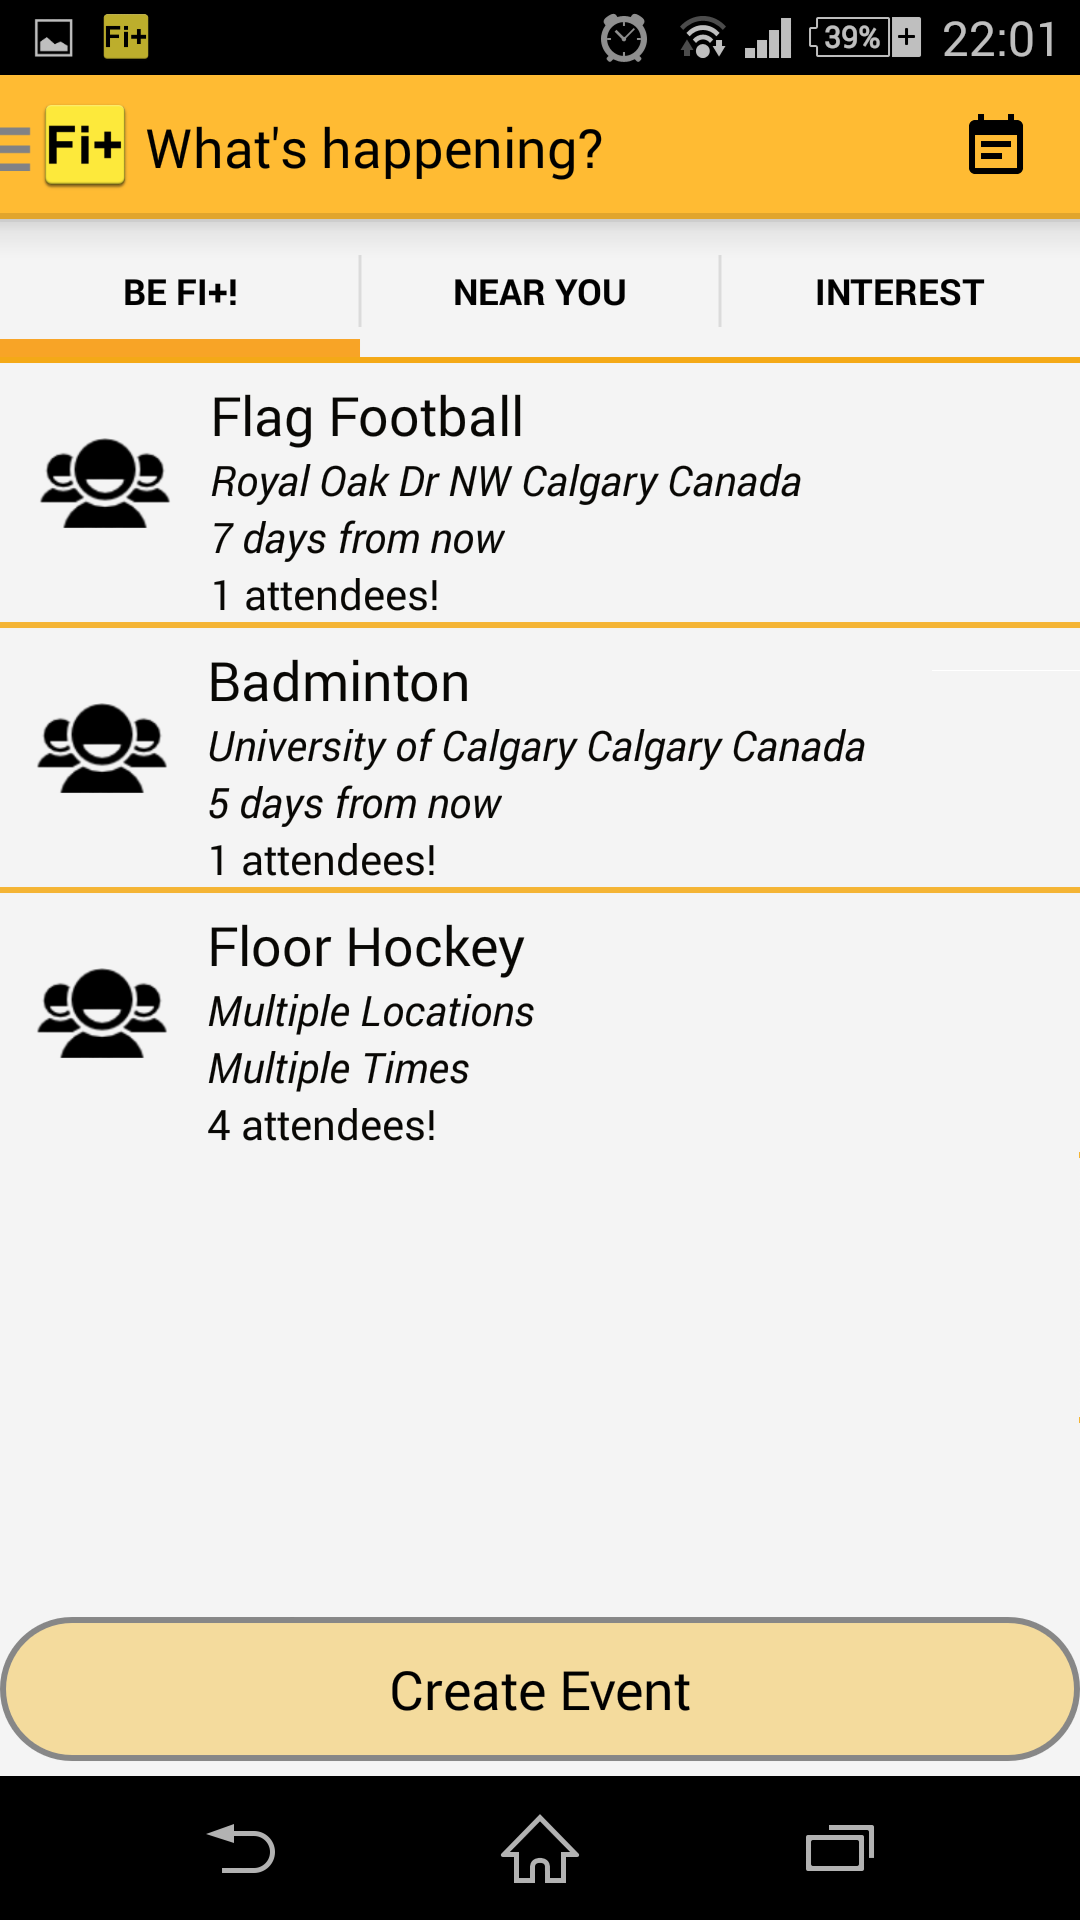 Fi+ 39% 22:01
Fi+ What's happening?
BE FI+! NEAR YOU INTEREST
Flag Football
Royal Oak Dr NW Calgary Canada
7 days from now
1 attendees!
Badminton
University of Calgary Calgary Canada
5 days from now
1 attendees!
Floor Hockey
Multiple Locations
Multiple Times
4 attendees!
Create Event